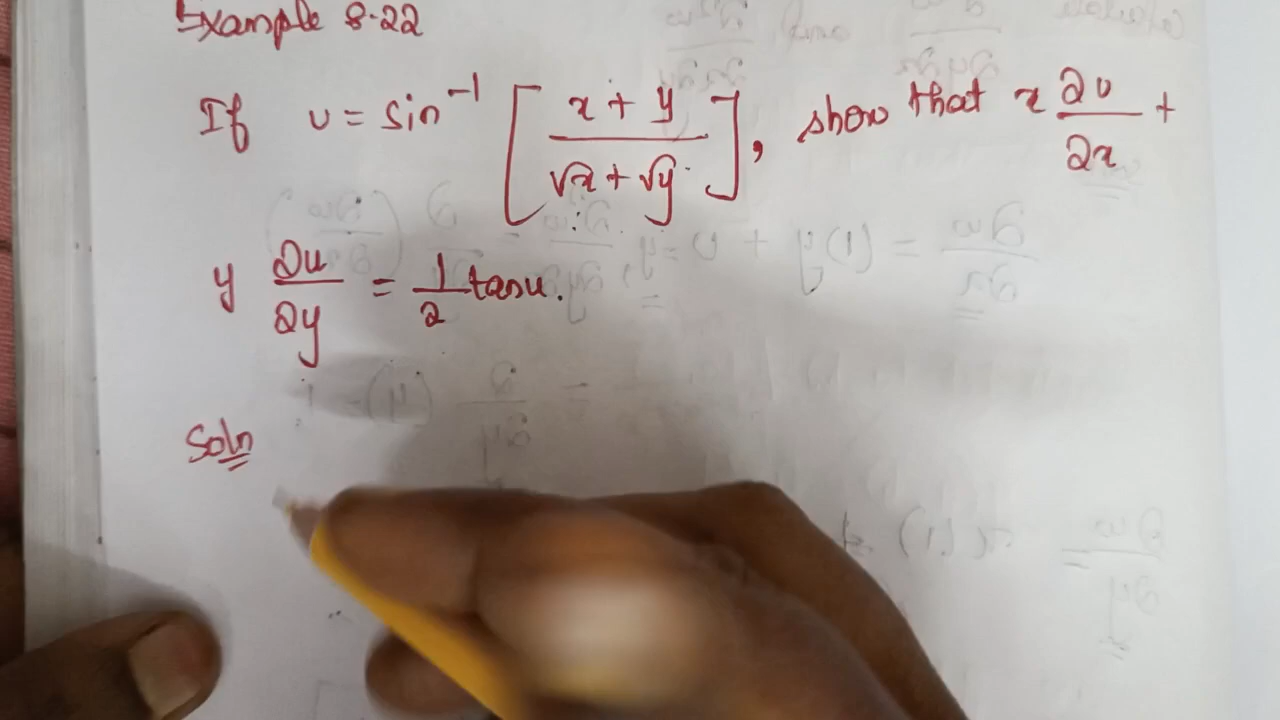 Example 8.22
If u = sin⁻¹ [ x + y / √x + √y ], show that x ∂u/∂x +
y ∂u/∂y = 1/2 tan u.
Soln